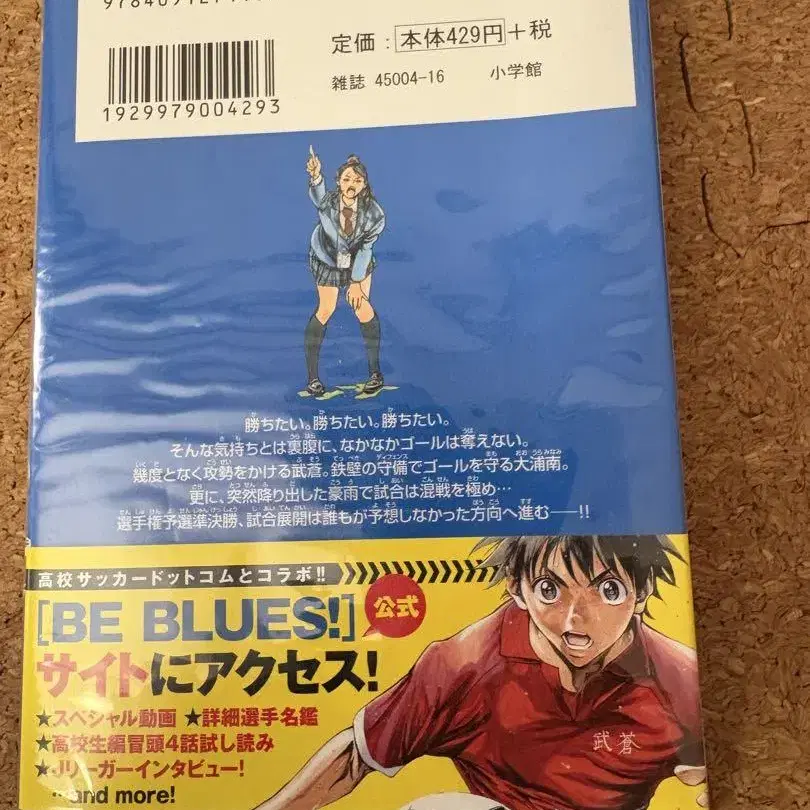 定価：本体429円＋税
雑誌 45004-16　小学館
1929979004293
勝ちたい。勝ちたい。勝ちたい。
そんな気持ちとは裏腹に、なかなかゴールは奪えない。
幾度となく攻勢をかける武蒼。鉄壁の守備でゴールを守る大浦南。
更に、突然降り出した豪雨で試合は混戦を極め…
選手権予選準決勝、試合展開は誰もが予想しなかった方向へ進む──!!
高校サッカードットコムとコラボ!!
[BE BLUES!] 公式
サイトにアクセス!
★スペシャル動画 ★詳細選手名鑑
★高校生編冒頭4話試し読み
★Jリーガーインタビュー!
...and more!
武蒼